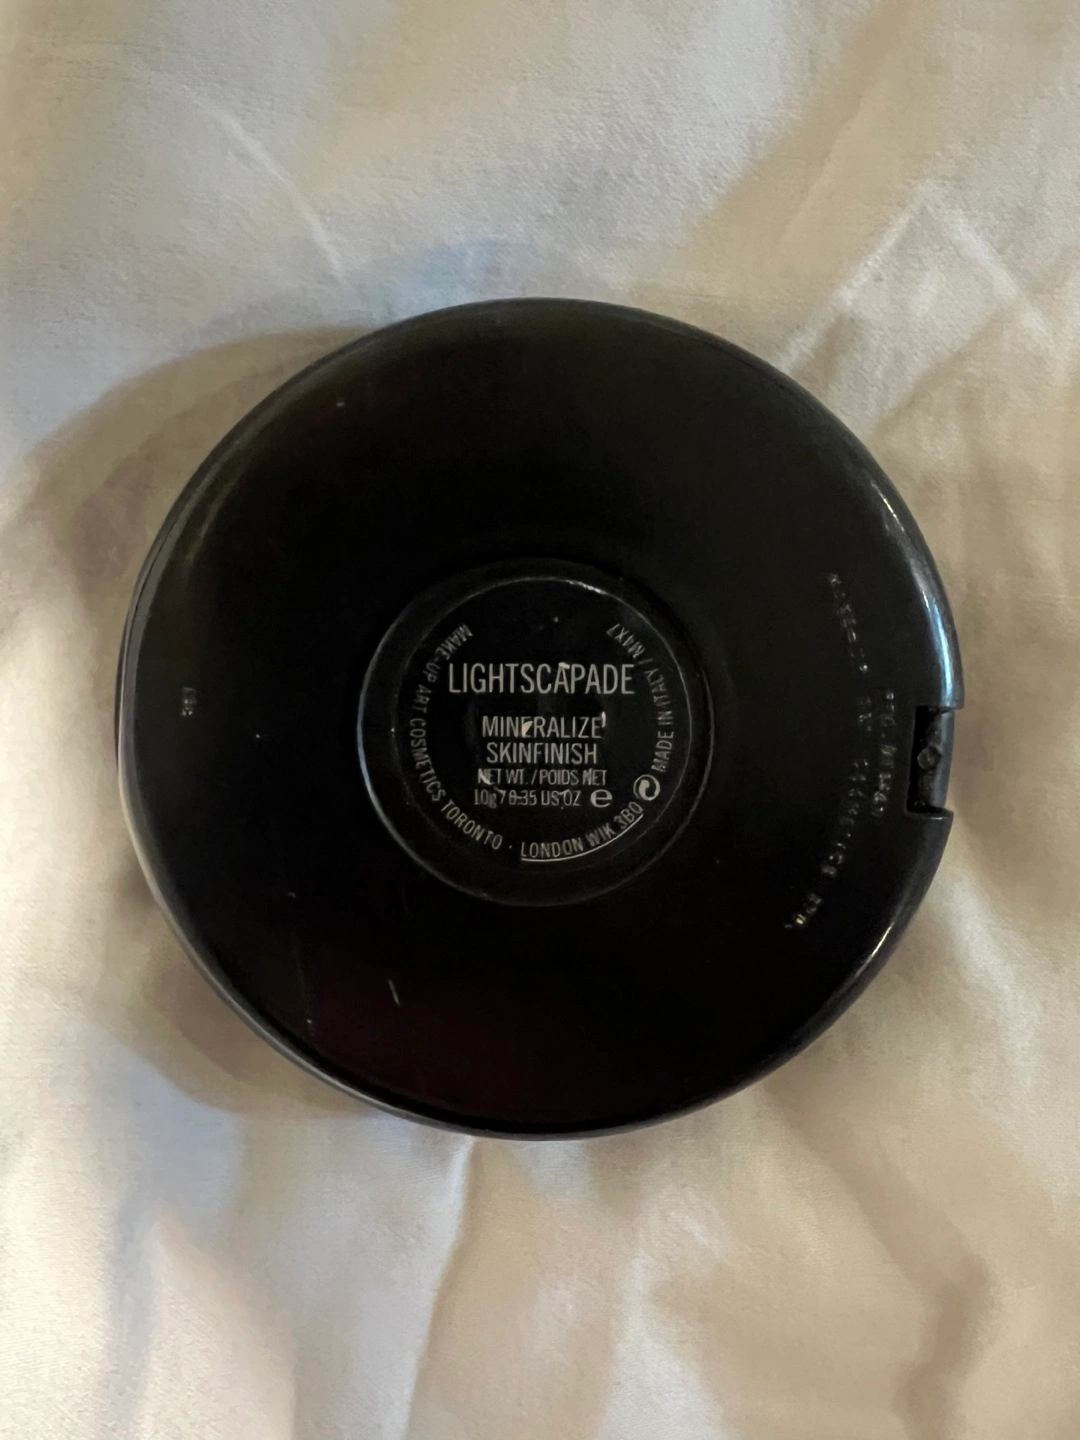 LIGHTSCAPADE
MINERALIZE
SKINFINISH
NET WT. / POIDS NET
10g / 0.35 US OZ e
MAKE-UP ART COSMETICS TORONTO · LONDON W1K 3BQ
MADE IN ITALY / M4X7